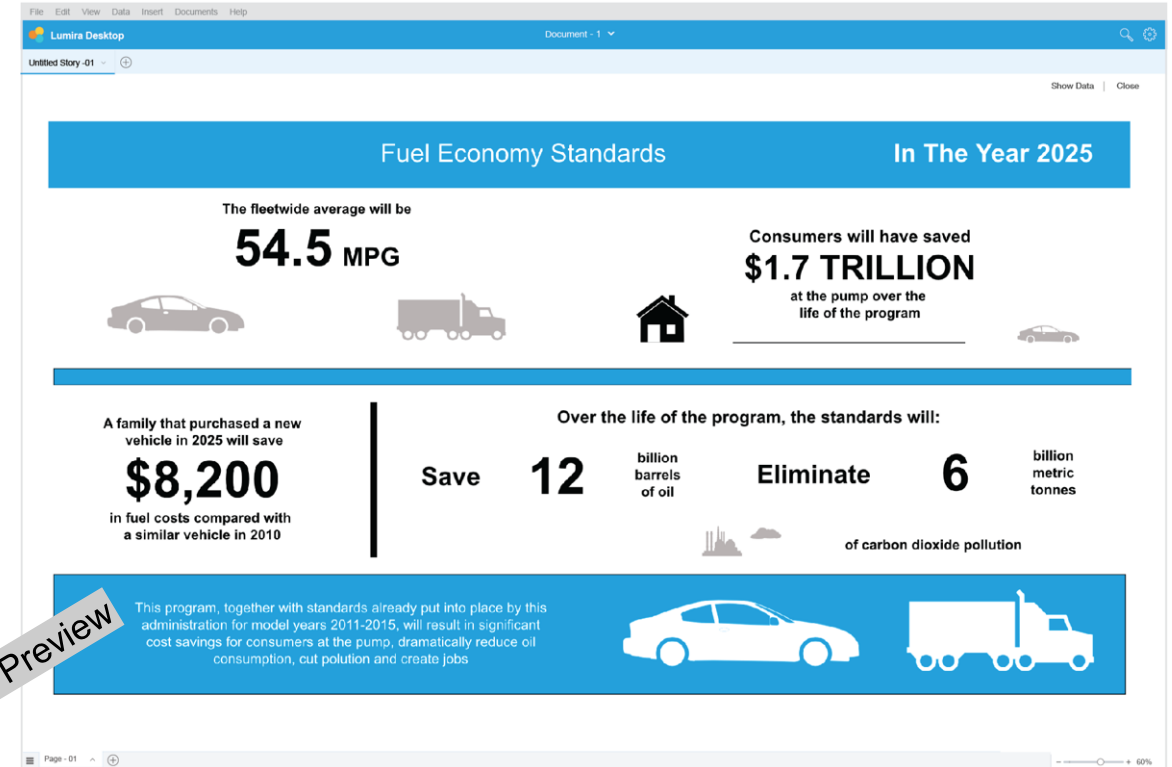 File Edit View Data Insert Documents Help
Lumira Desktop
Document - 1
Untitled Story -01
Show Data | Close
Fuel Economy Standards
In The Year 2025
The fleetwide average will be
54.5 MPG
Consumers will have saved
$1.7 TRILLION
at the pump over the
life of the program
A family that purchased a new
vehicle in 2025 will save
$8,200
in fuel costs compared with
a similar vehicle in 2010
Over the life of the program, the standards will:
Save
12
billion
barrels
of oil
Eliminate
6
billion
metric
tonnes
of carbon dioxide pollution
Preview
This program, together with standards already put into place by this
administration for model years 2011-2015, will result in significant
cost savings for consumers at the pump, dramatically reduce oil
consumption, cut polution and create jobs
Page - 01
60%